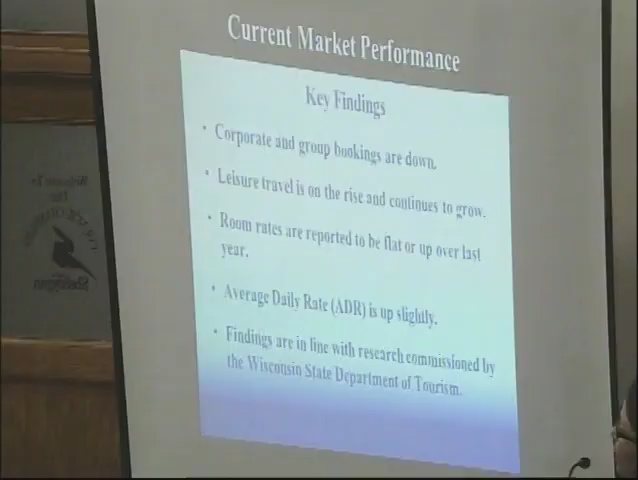 Current Market Performance
Key Findings
• Corporate and group bookings are down.
• Leisure travel is on the rise and continues to grow.
• Room rates are reported to be flat or up over last
year.
• Average Daily Rate (ADR) is up slightly.
• Findings are in line with research commissioned by
the Wisconsin State Department of Tourism.